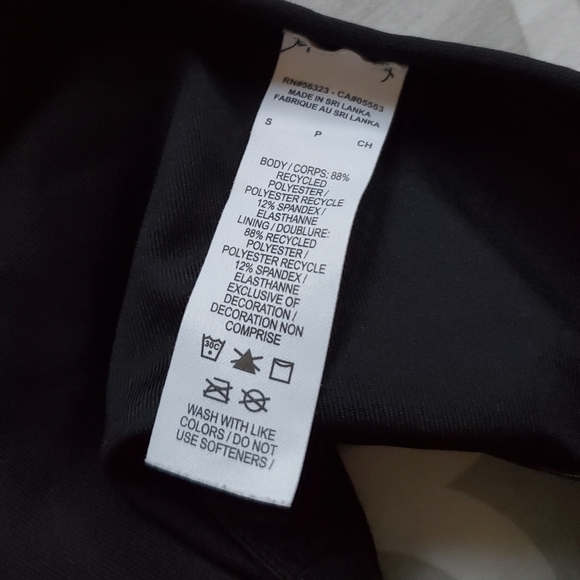 RN#56323 - CA#05553
MADE IN SRI LANKA
FABRIQUE AU SRI LANKA
S P CH
BODY / CORPS: 88%
RECYCLED
POLYESTER /
POLYESTER RECYCLE
12% SPANDEX /
ELASTHANNE
LINING / DOUBLURE:
88% RECYCLED
POLYESTER /
POLYESTER RECYCLE
12% SPANDEX /
ELASTHANNE
EXCLUSIVE OF
DECORATION /
DECORATION NON
COMPRISE
30C
WASH WITH LIKE
COLORS / DO NOT
USE SOFTENERS /